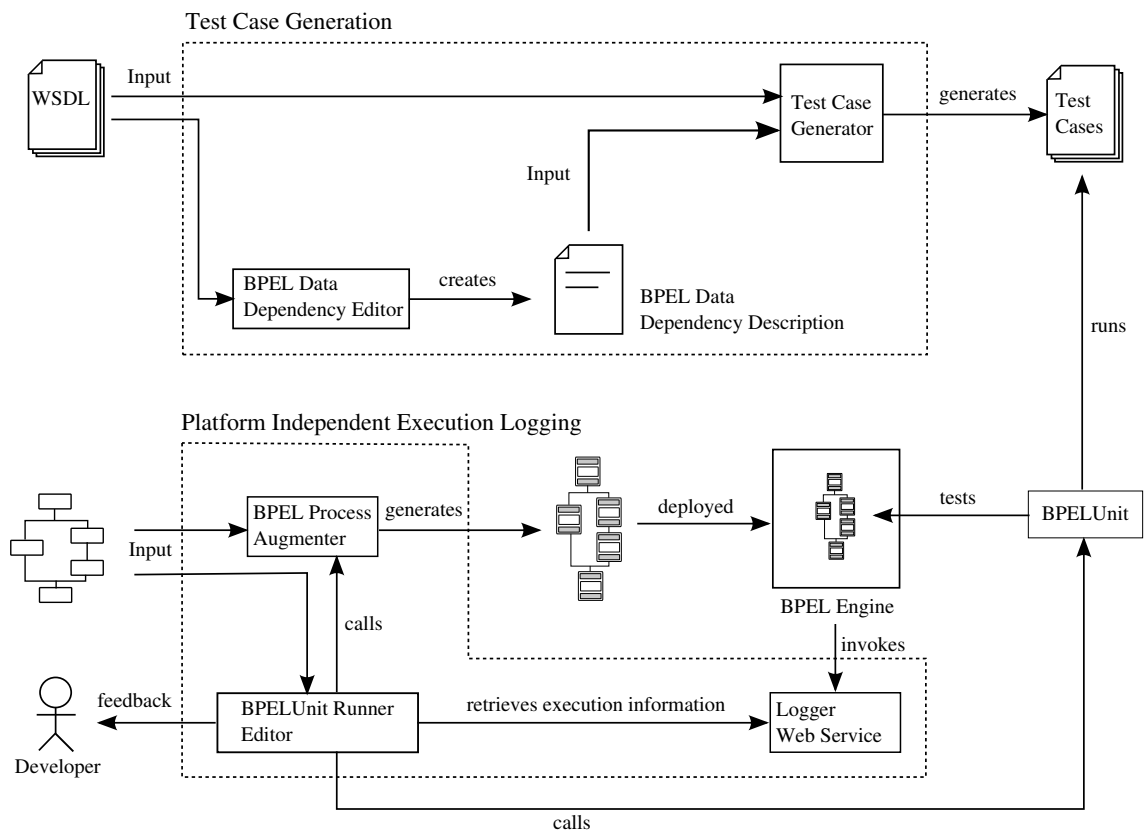 Test Case Generation
WSDL
Input
Test Case
Generator
generates
Test
Cases
Input
BPEL Data
Dependency Editor
creates
BPEL Data
Dependency Description
runs
Platform Independent Execution Logging
Input
BPEL Process
Augmenter
generates
deployed
BPEL Engine
tests
BPELUnit
calls
invokes
feedback
Developer
BPELUnit Runner
Editor
retrieves execution information
Logger
Web Service
calls